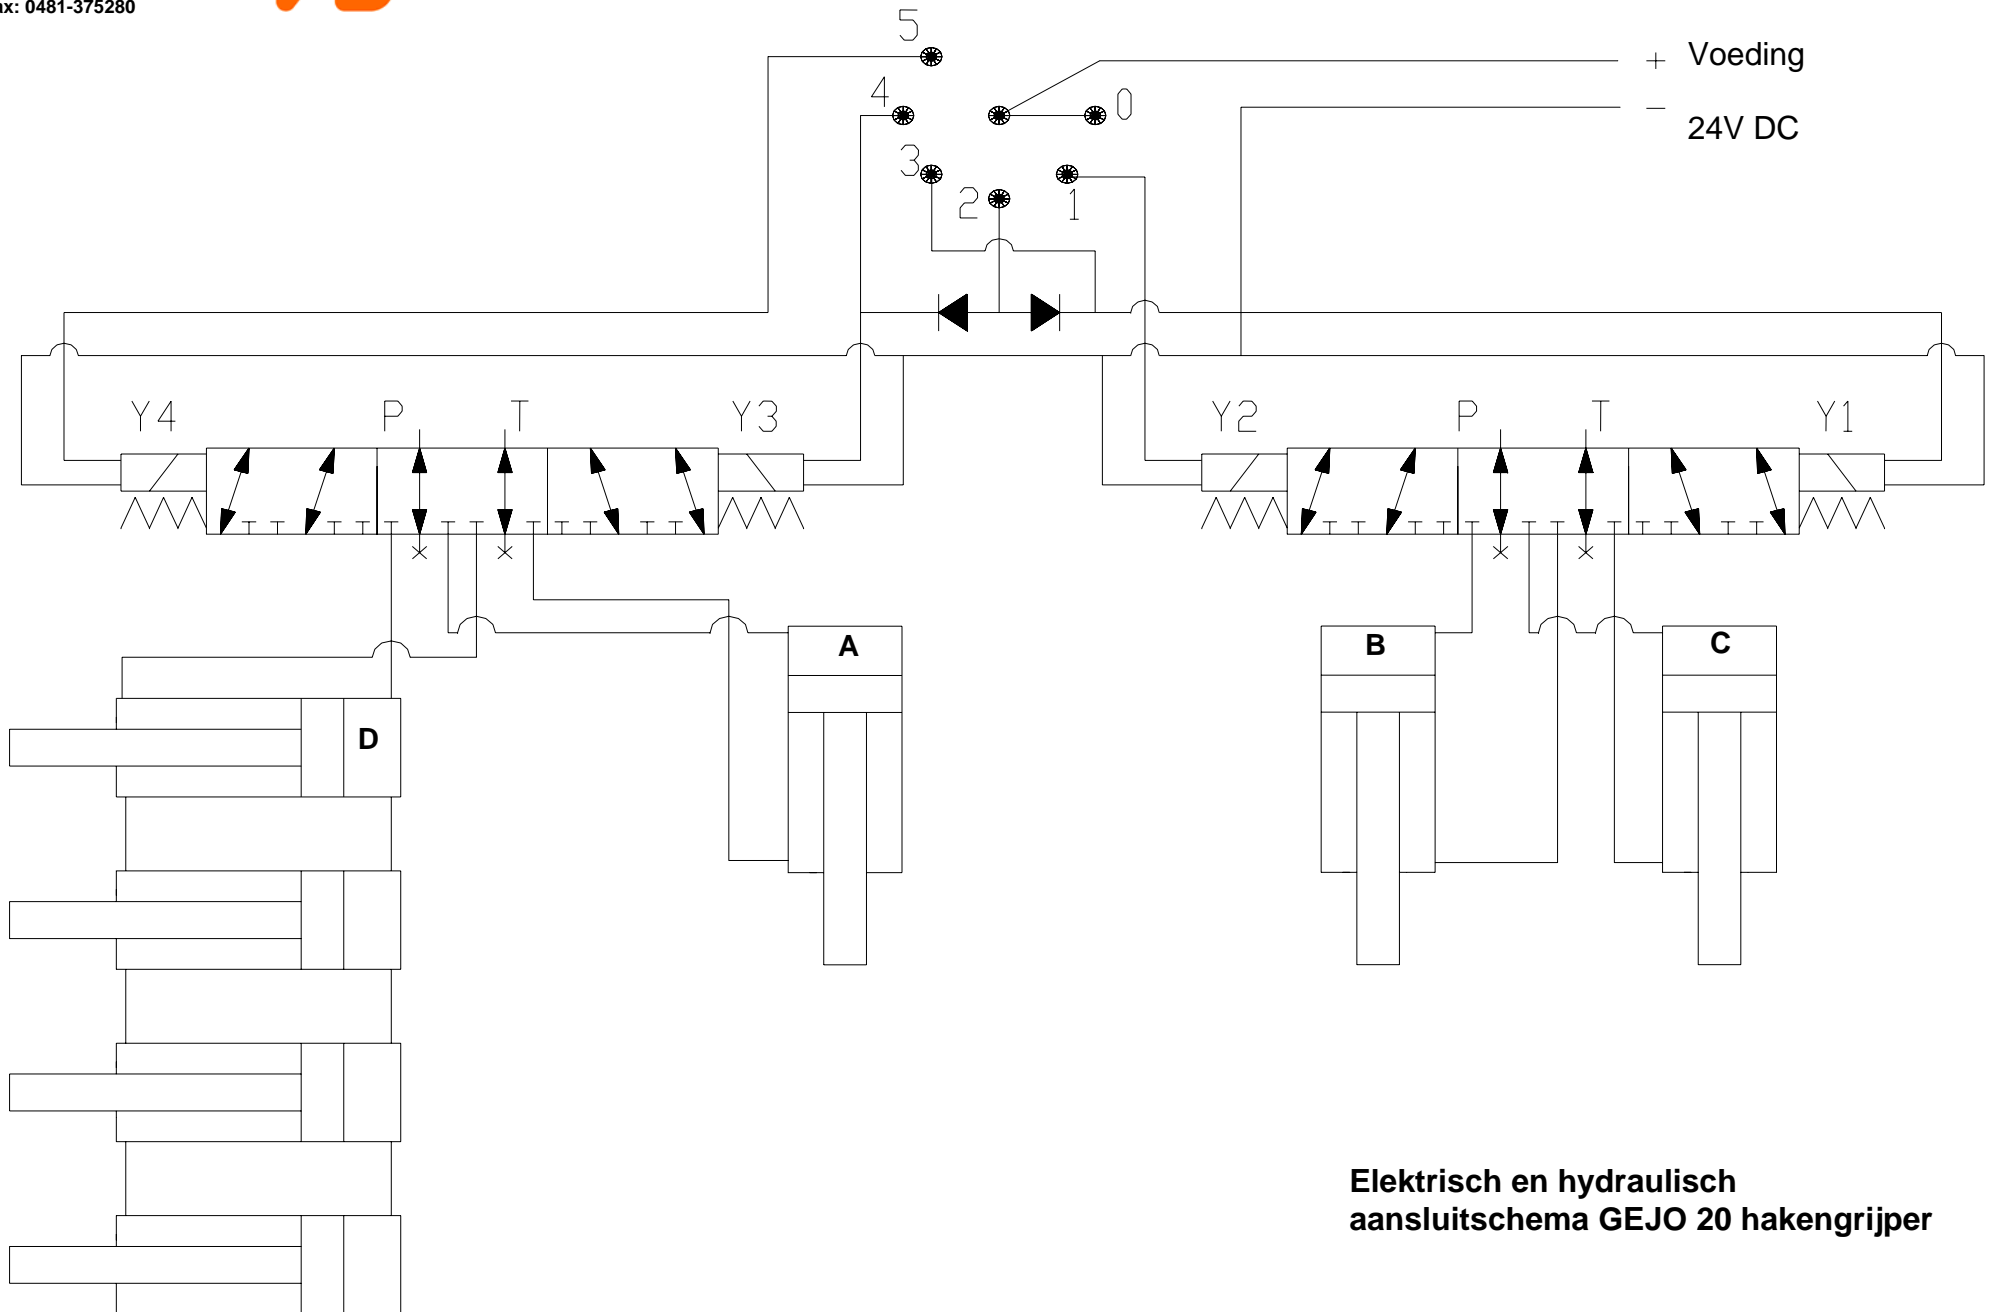 ax: 0481-375280
5
+ Voeding
4
0
− 24V DC
3
2
1
Y4
P
T
Y3
Y2
P
T
Y1
A
B
C
D
Elektrisch en hydraulisch
aansluitschema GEJO 20 hakengrijper